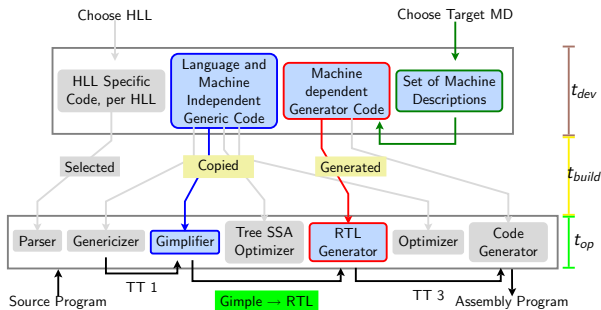 Choose HLL
Choose Target MD
HLL Specific
Code, per HLL
Language and
Machine
Independent
Generic Code
Machine
dependent
Generator Code
Set of Machine
Descriptions
t_dev
Selected
Copied
Generated
t_build
Parser
Genericizer
Gimplifier
Tree SSA
Optimizer
RTL
Generator
Optimizer
Code
Generator
t_op
TT 1
TT 3
Source Program
Gimple → RTL
Assembly Program